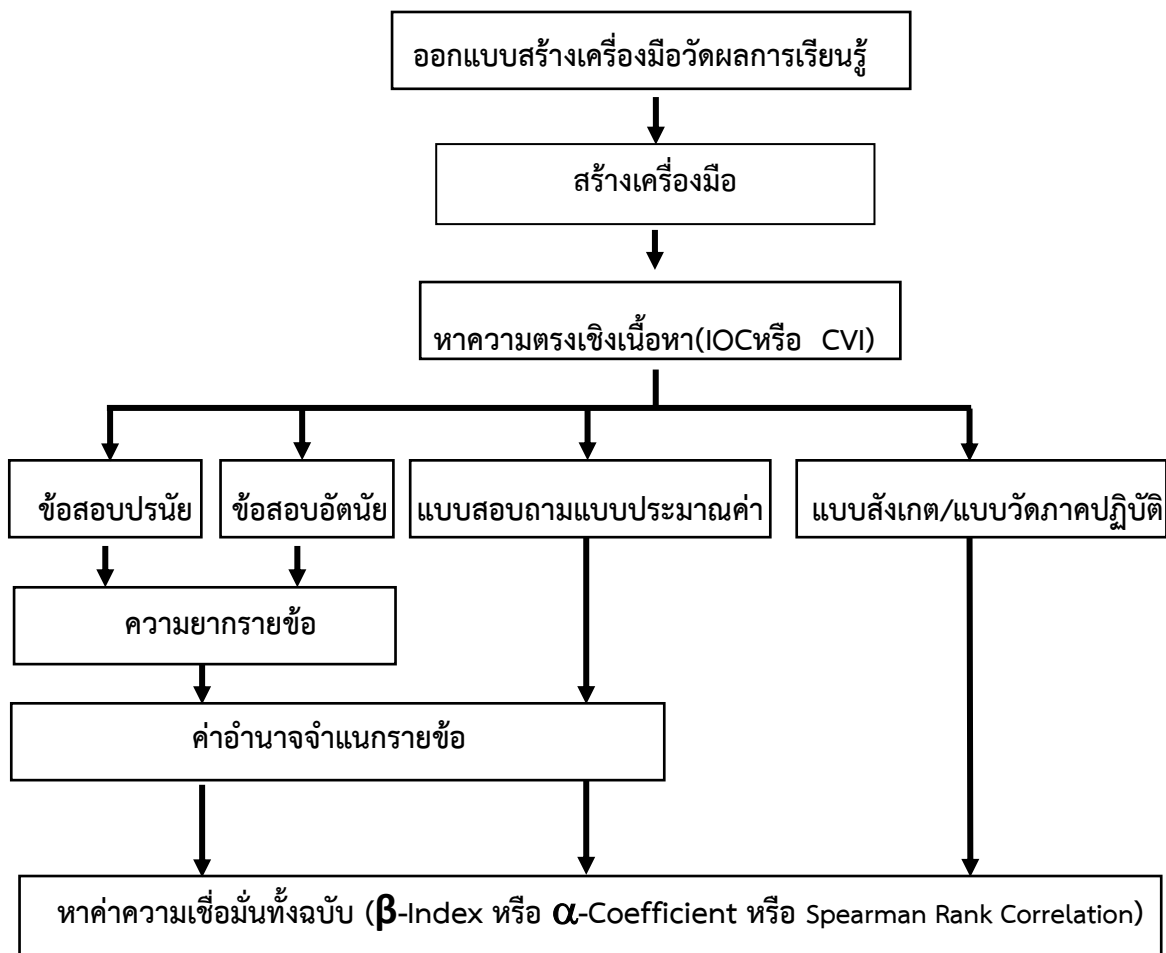 ออกแบบสร้างเครื่องมือวัดผลการเรียนรู้
สร้างเครื่องมือ
หาความตรงเชิงเนื้อหา(IOCหรือ CVI)
ข้อสอบปรนัย
ข้อสอบอัตนัย
แบบสอบถามแบบประมาณค่า
แบบสังเกต/แบบวัดภาคปฏิบัติ
ความยากรายข้อ
ค่าอำนาจจำแนกรายข้อ
หาค่าความเชื่อมั่นทั้งฉบับ (β-Index หรือ α-Coefficient หรือ Spearman Rank Correlation)